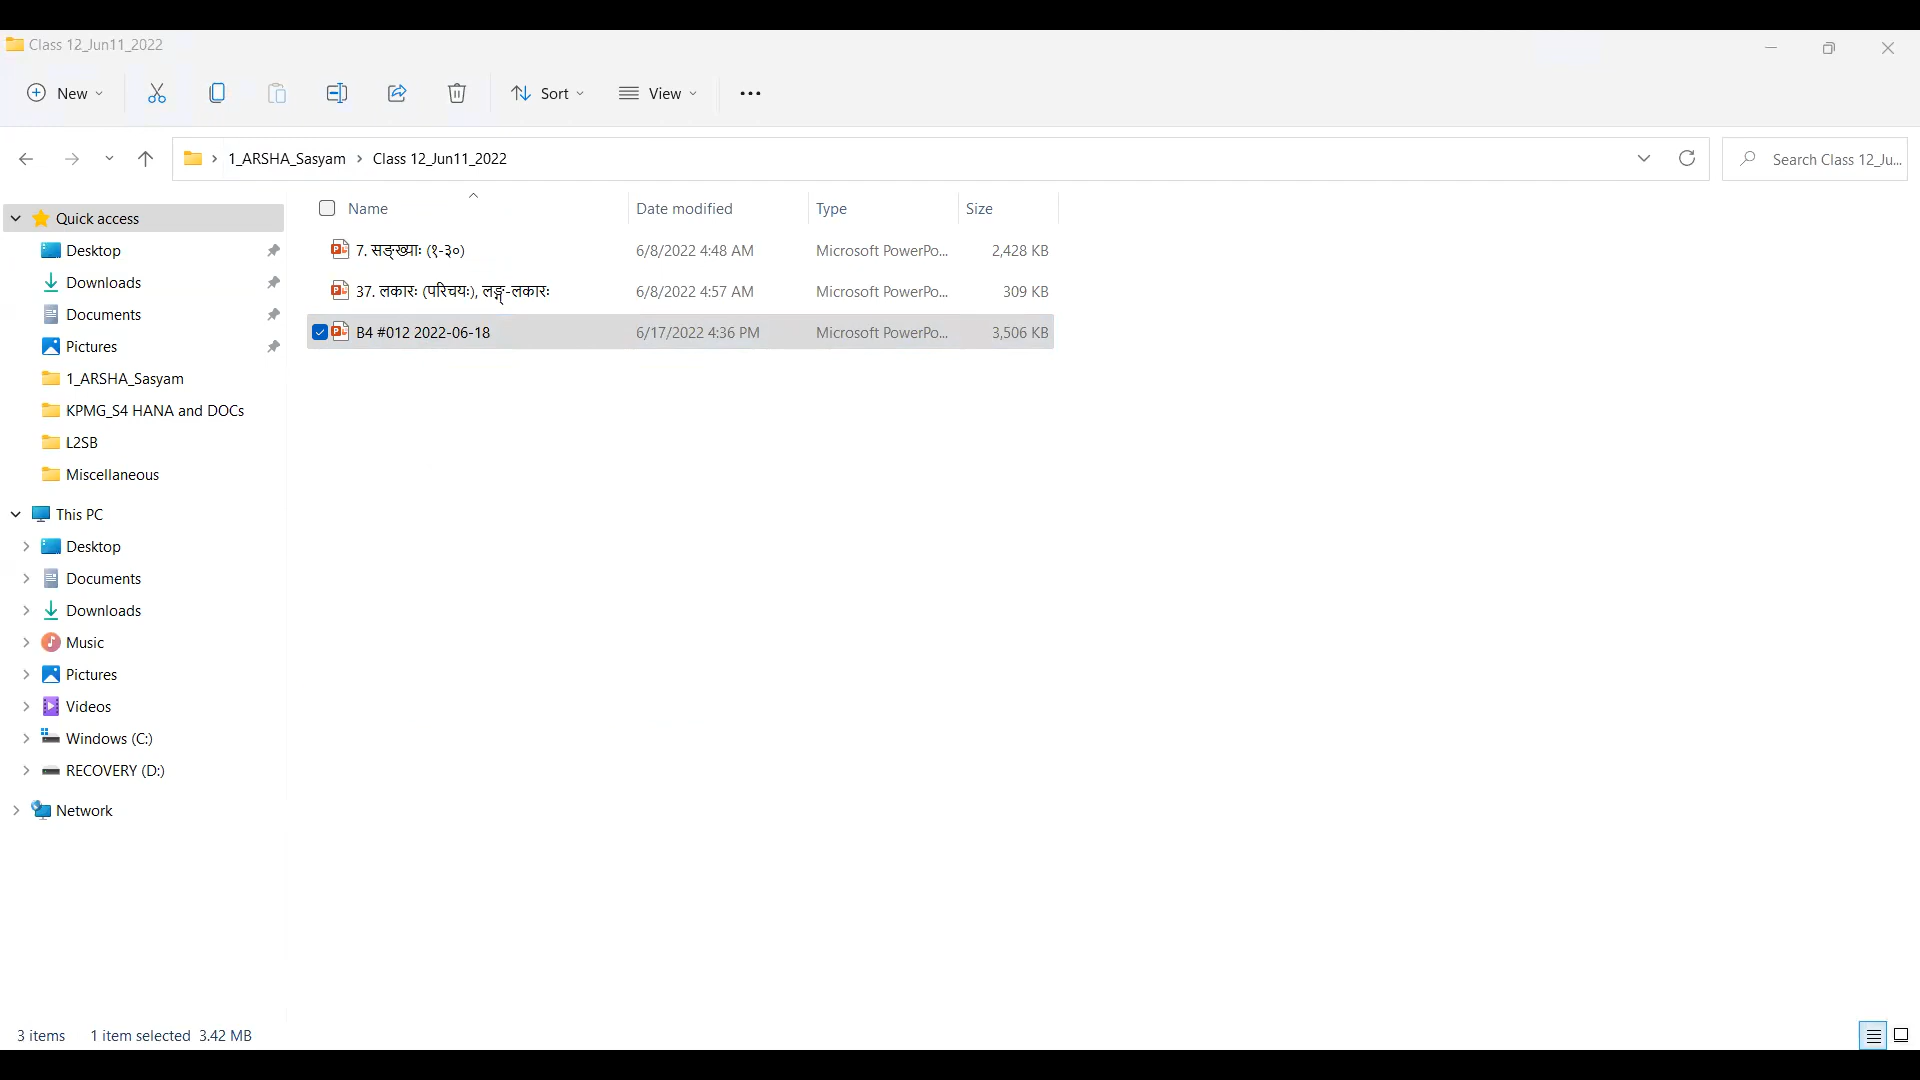 Class 12_Jun11_2022
New
Sort
View
1_ARSHA_Sasyam > Class 12_Jun11_2022
Search Class 12_Ju...
Name Date modified Type Size
7. सङ्ख्याः (१-३०) 6/8/2022 4:48 AM Microsoft PowerPo... 2,428 KB
37. लकारः (परिचयः), लङ्ग्-लकारः 6/8/2022 4:57 AM Microsoft PowerPo... 309 KB
B4 #012 2022-06-18 6/17/2022 4:36 PM Microsoft PowerPo... 3,506 KB
Quick access
Desktop
Downloads
Documents
Pictures
1_ARSHA_Sasyam
KPMG_S4 HANA and DOCs
L2SB
Miscellaneous
This PC
Desktop
Documents
Downloads
Music
Pictures
Videos
Windows (C:)
RECOVERY (D:)
Network
3 items 1 item selected 3.42 MB